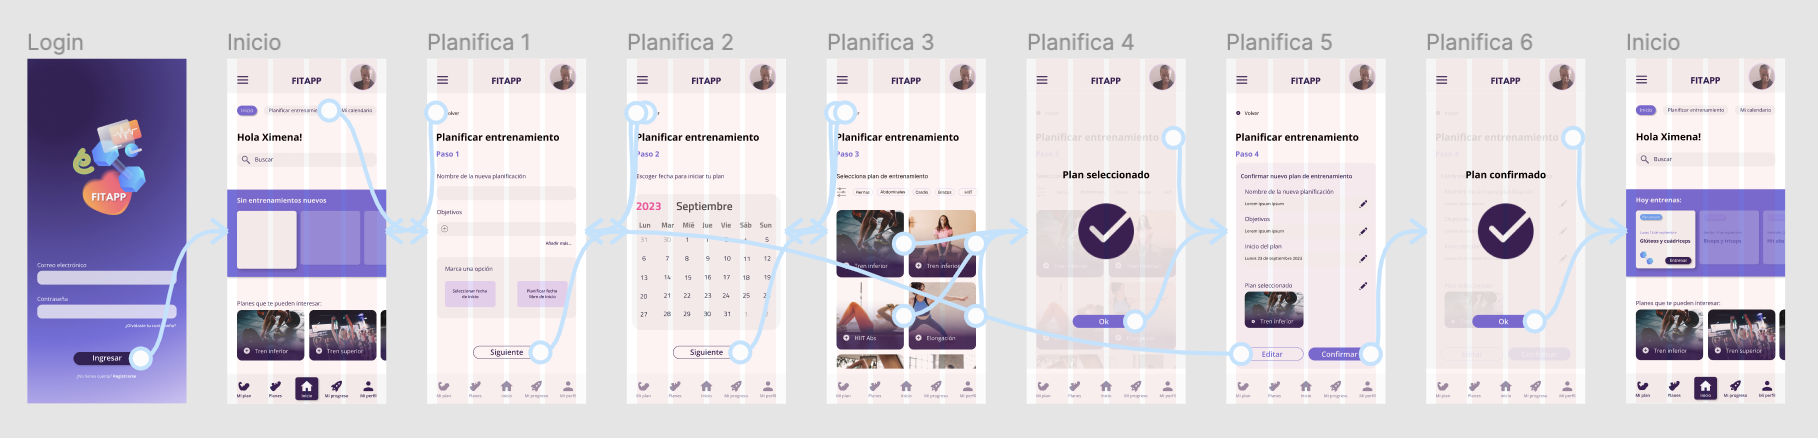 Login
FITAPP
Correo electrónico
Contraseña
¿Olvidaste tu contraseña?
Ingresar
¿No tienes cuenta? Regístrate
Inicio
FITAPP
Inicio
Planificar entrenamie
Mi calendario
Hola Ximena!
Buscar
Sin entrenamientos nuevos
Planes que te pueden interesar:
Tren inferior
Tren superior
Mi plan
Planes
Inicio
Mi progreso
Mi perfil
Planifica 1
FITAPP
olver
Planificar entrenamiento
Paso 1
Nombre de la nueva planificación
Objetivos
Añadir más...
Marca una opción
Seleccionar fecha
de inicio
Planificar fecha
libre de inicio
Siguiente
Mi plan
Planes
Inicio
Mi progreso
Mi perfil
Planifica 2
FITAPP
Planificar entrenamiento
Paso 2
Escoger fecha para iniciar tu plan
2023 Septiembre
Lun Mar Mié Jue Vie Sáb Dom
31 30 1 1 2 4 5
6 7 8 9 10 11 12
13 14 15 16 17 18 19
20 21 22 23 24 25 2
27 28 29 30 31 1 2
Siguiente
Mi plan
Planes
Inicio
Mi progreso
Mi perfil
Planifica 3
FITAPP
Planificar entrenamiento
Paso 3
Selecciona plan de entrenamiento
Piernas
Abdominales
Cardio
Brazos
HIIT
Tren inferior
Tren inferior
HIIT Abs
Elongación
Mi plan
Planes
Inicio
Mi progreso
Mi perfil
Planifica 4
FITAPP
Volver
Planificar entrenamiento
Plan seleccionado
Tren inferior
Tren inferior
Ok
Mi plan
Planes
Inicio
Mi progreso
Mi perfil
Planifica 5
FITAPP
Volver
Planificar entrenamiento
Paso 4
Confirmar nuevo plan de entrenamiento
Nombre de la nueva planificación
Lorem ipsum ipsum
Objetivos
Lorem ipsum ipsum
Inicio del plan
Lunes 23 de septiembre 2023
Plan seleccionado
Tren inferior
Editar
Confirmar
Mi plan
Planes
Inicio
Mi progreso
Mi perfil
Planifica 6
FITAPP
Volver
Planificar entrenamiento
Plan confirmado
Tren inferior
Ok
Mi plan
Planes
Inicio
Mi progreso
Mi perfil
Inicio
FITAPP
Inicio
Planificar entrenamiento
Mi calendario
Hola Ximena!
Buscar
Hoy entrenas:
Glúteos y cuádriceps
Entrenar
Bíceps y tríceps
Planes que te pueden interesar:
Tren inferior
Tren superior
Mi plan
Planes
Inicio
Mi progreso
Mi perfil